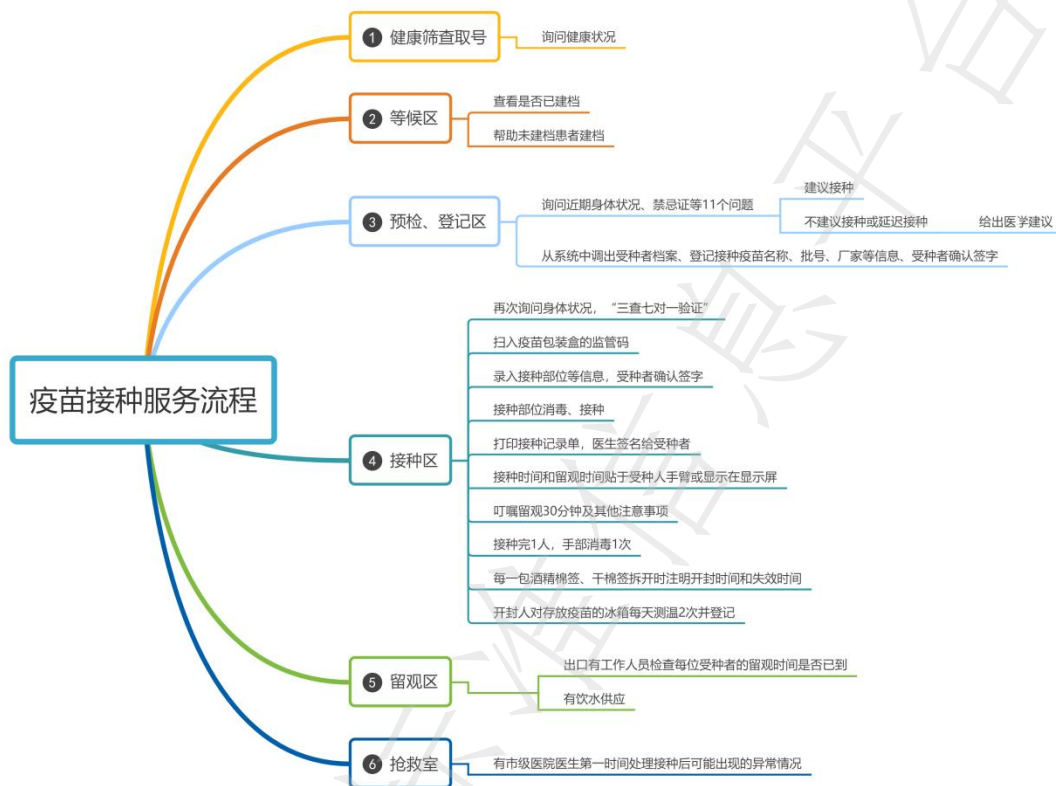 疫苗接种服务流程
1 健康筛查取号
询问健康状况
2 等候区
查看是否已建档
帮助未建档患者建档
3 预检、登记区
询问近期身体状况、禁忌证等11个问题
建议接种
不建议接种或延迟接种
给出医学建议
从系统中调出受种者档案、登记接种疫苗名称、批号、厂家等信息、受种者确认签字
4 接种区
再次询问身体状况，“三查七对一验证”
扫入疫苗包装盒的监管码
录入接种部位等信息，受种者确认签字
接种部位消毒、接种
打印接种记录单，医生签名给受种者
接种时间和留观时间贴于受种人手臂或显示在显示屏
叮嘱留观30分钟及其他注意事项
接种完1人，手部消毒1次
每一包酒精棉签、干棉签拆开时注明开封时间和失效时间
开封人对存放疫苗的冰箱每天测温2次并登记
5 留观区
出口有工作人员检查每位受种者的留观时间是否已到
有饮水供应
6 抢救室
有市级医院医生第一时间处理接种后可能出现的异常情况
准信息平台